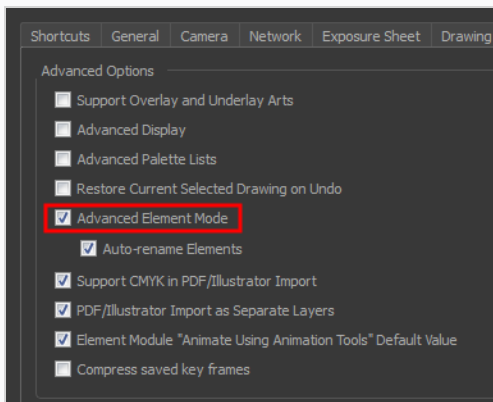 Shortcuts General Camera Network Exposure Sheet Drawing
Advanced Options
Support Overlay and Underlay Arts
Advanced Display
Advanced Palette Lists
Restore Current Selected Drawing on Undo
Advanced Element Mode
Auto-rename Elements
Support CMYK in PDF/Illustrator Import
PDF/Illustrator Import as Separate Layers
Element Module "Animate Using Animation Tools" Default Value
Compress saved key frames